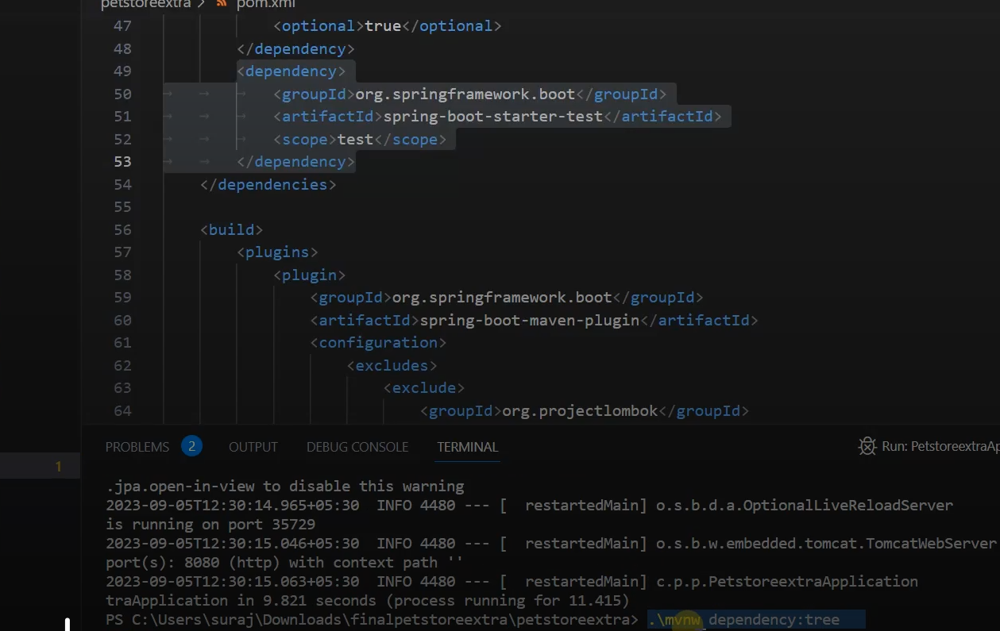 petstoreextra > pom.xml
47 <optional>true</optional>
48 </dependency>
49 <dependency>
50 <groupId>org.springframework.boot</groupId>
51 <artifactId>spring-boot-starter-test</artifactId>
52 <scope>test</scope>
53 </dependency>
54 </dependencies>
55
56 <build>
57 <plugins>
58 <plugin>
59 <groupId>org.springframework.boot</groupId>
60 <artifactId>spring-boot-maven-plugin</artifactId>
61 <configuration>
62 <excludes>
63 <exclude>
64 <groupId>org.projectlombok</groupId>
PROBLEMS 2 OUTPUT DEBUG CONSOLE TERMINAL Run: PetstoreextraAp
1
.jpa.open-in-view to disable this warning
2023-09-05T12:30:14.965+05:30 INFO 4480 --- [ restartedMain] o.s.b.d.a.OptionalLiveReloadServer
is running on port 35729
2023-09-05T12:30:15.046+05:30 INFO 4480 --- [ restartedMain] o.s.b.w.embedded.tomcat.TomcatWebServer
port(s): 8080 (http) with context path ''
2023-09-05T12:30:15.063+05:30 INFO 4480 --- [ restartedMain] c.p.p.PetstoreextraApplication
traApplication in 9.821 seconds (process running for 11.415)
PS C:\Users\suraj\Downloads\finalpetstoreextra\petstoreextra> .\mvnw dependency:tree